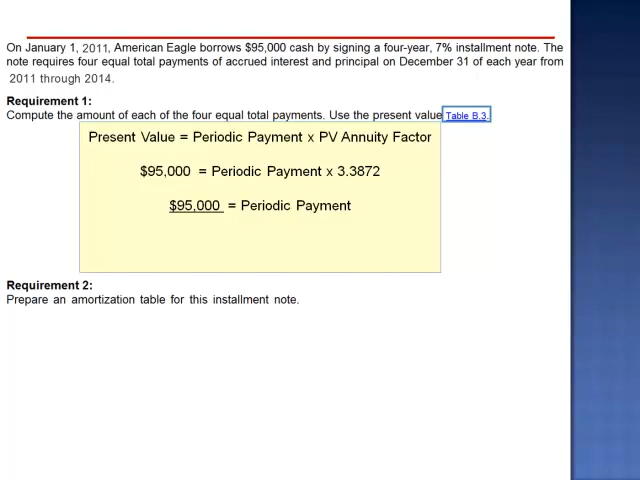 On January 1, 2011, American Eagle borrows $95,000 cash by signing a four-year, 7% installment note. The
note requires four equal total payments of accrued interest and principal on December 31 of each year from
2011 through 2014.
Requirement 1:
Compute the amount of each of the four equal total payments. Use the present value Table B.3.
Present Value = Periodic Payment x PV Annuity Factor
$95,000 = Periodic Payment x 3.3872
$95,000 = Periodic Payment
Requirement 2:
Prepare an amortization table for this installment note.